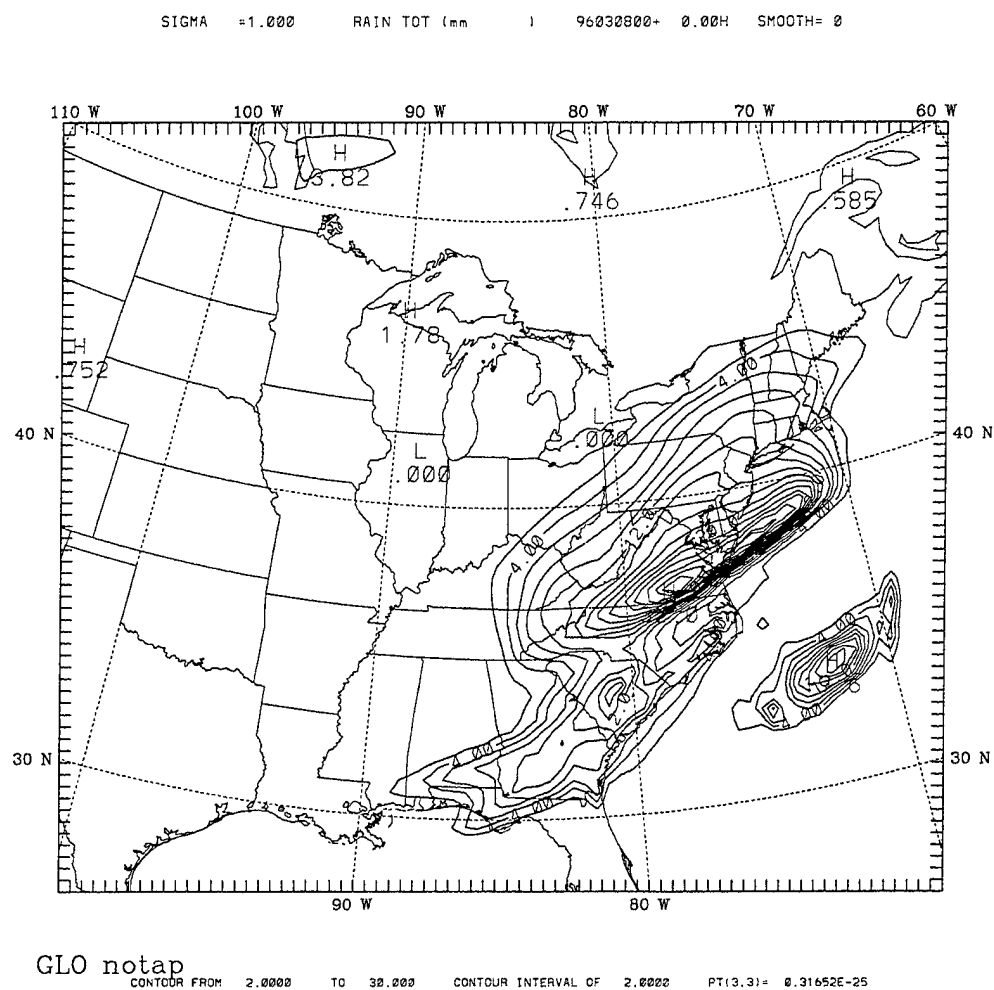 SIGMA =1.000 RAIN TOT (mm ) 96030800+ 0.00H SMOOTH= 0
110 W 100 W 90 W 80 W 70 W 60 W
H
3.82
H
.746
H
.585
H
1.78
H
.752
4.00
L
.000
40 N
40 N
L
.000
4.00
4.00
30 N
30 N
90 W 80 W
GLO notap
CONTOUR FROM 2.0000 TO 30.000 CONTOUR INTERVAL OF 2.0000 PT(3,3)= 0.31652E-25